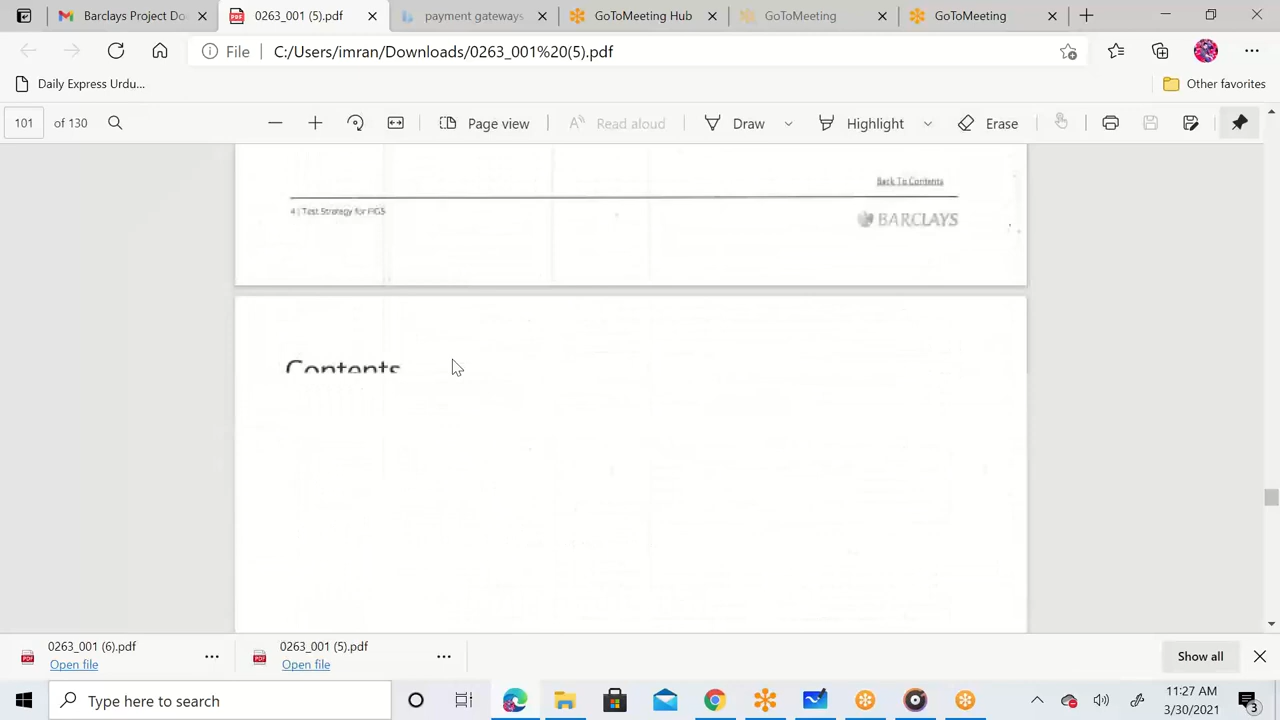 Barclays Project Do
0263_001 (5).pdf
payment gateways
GoToMeeting Hub
GoToMeeting
GoToMeeting
File
C:/Users/imran/Downloads/0263_001%20(5).pdf
Daily Express Urdu...
Other favorites
101 of 130
Page view
Read aloud
Draw
Highlight
Erase
Back To Contents
4 | Test Strategy for FIGS
BARCLAYS
Contents
0263_001 (6).pdf
Open file
0263_001 (5).pdf
Open file
Show all
Type here to search
11:27 AM
3/30/2021
3